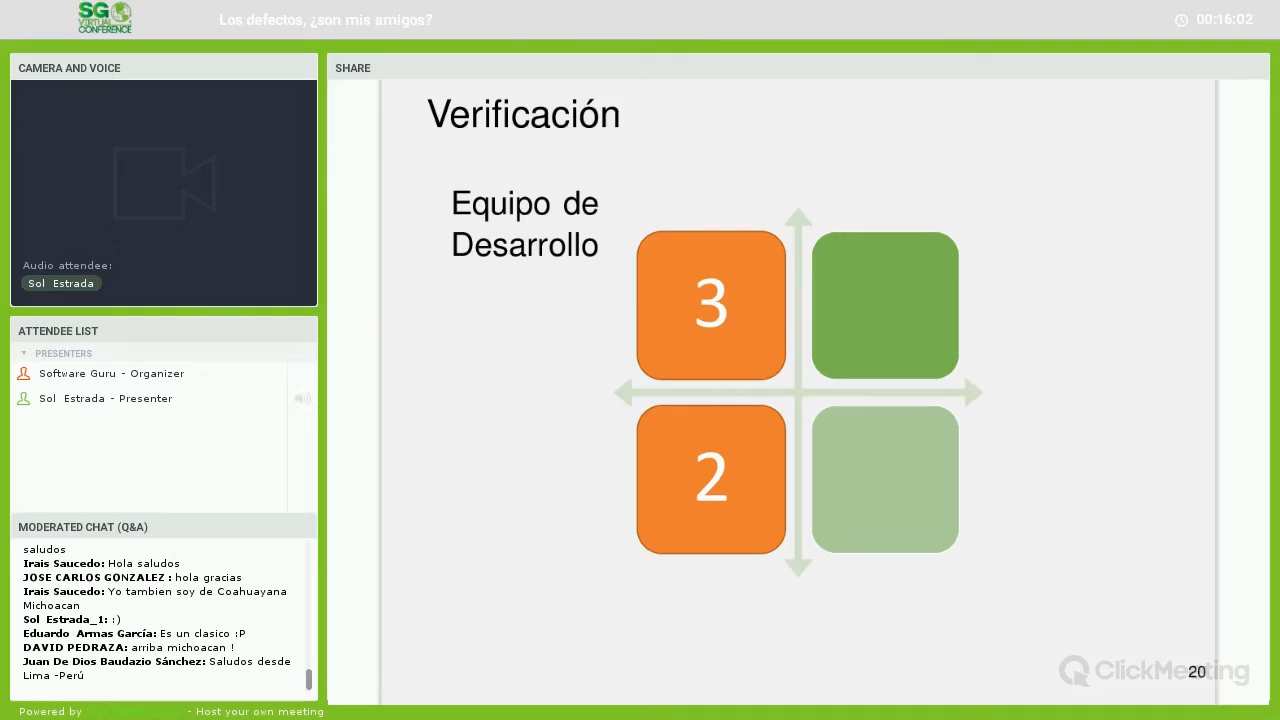 SG
VIRTUAL
CONFERENCE
Los defectos, ¿son mis amigos?
00:16:02
CAMERA AND VOICE
Audio attendee:
Sol Estrada
ATTENDEE LIST
PRESENTERS
Software Guru - Organizer
Sol Estrada - Presenter
MODERATED CHAT (Q&A)
saludos
Irais Saucedo: Hola saludos
JOSE CARLOS GONZALEZ : hola gracias
Irais Saucedo: Yo tambien soy de Coahuayana
Michoacan
Sol Estrada_1: :)
Eduardo Armas García: Es un clasico :P
DAVID PEDRAZA: arriba michoacan !
Juan De Dios Baudazio Sánchez: Saludos desde
Lima -Perú
Powered by
- Host your own meeting
SHARE
Verificación
Equipo de
Desarrollo
3
2
ClickMeeting
20